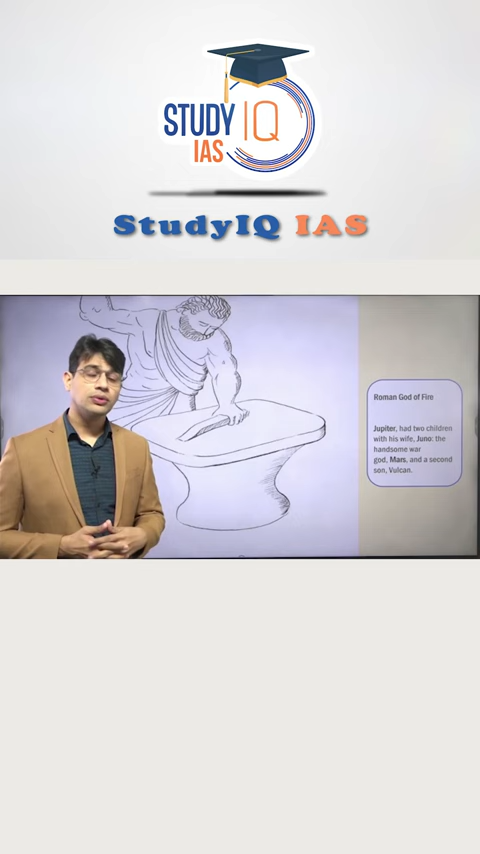 STUDY IQ
IAS
StudyIQ IAS
Roman God of Fire
Jupiter, had two children
with his wife, Juno: the
handsome war
god, Mars, and a second
son, Vulcan.